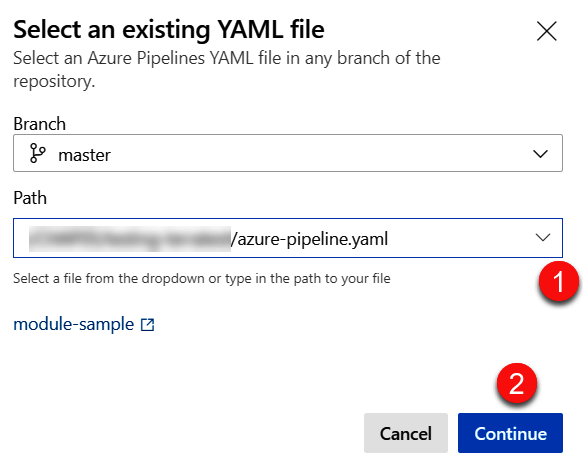 Select an existing YAML file
Select an Azure Pipelines YAML file in any branch of the
repository.
Branch
master
Path
/azure-pipeline.yaml
Select a file from the dropdown or type in the path to your file
1
module-sample
2
Cancel
Continue